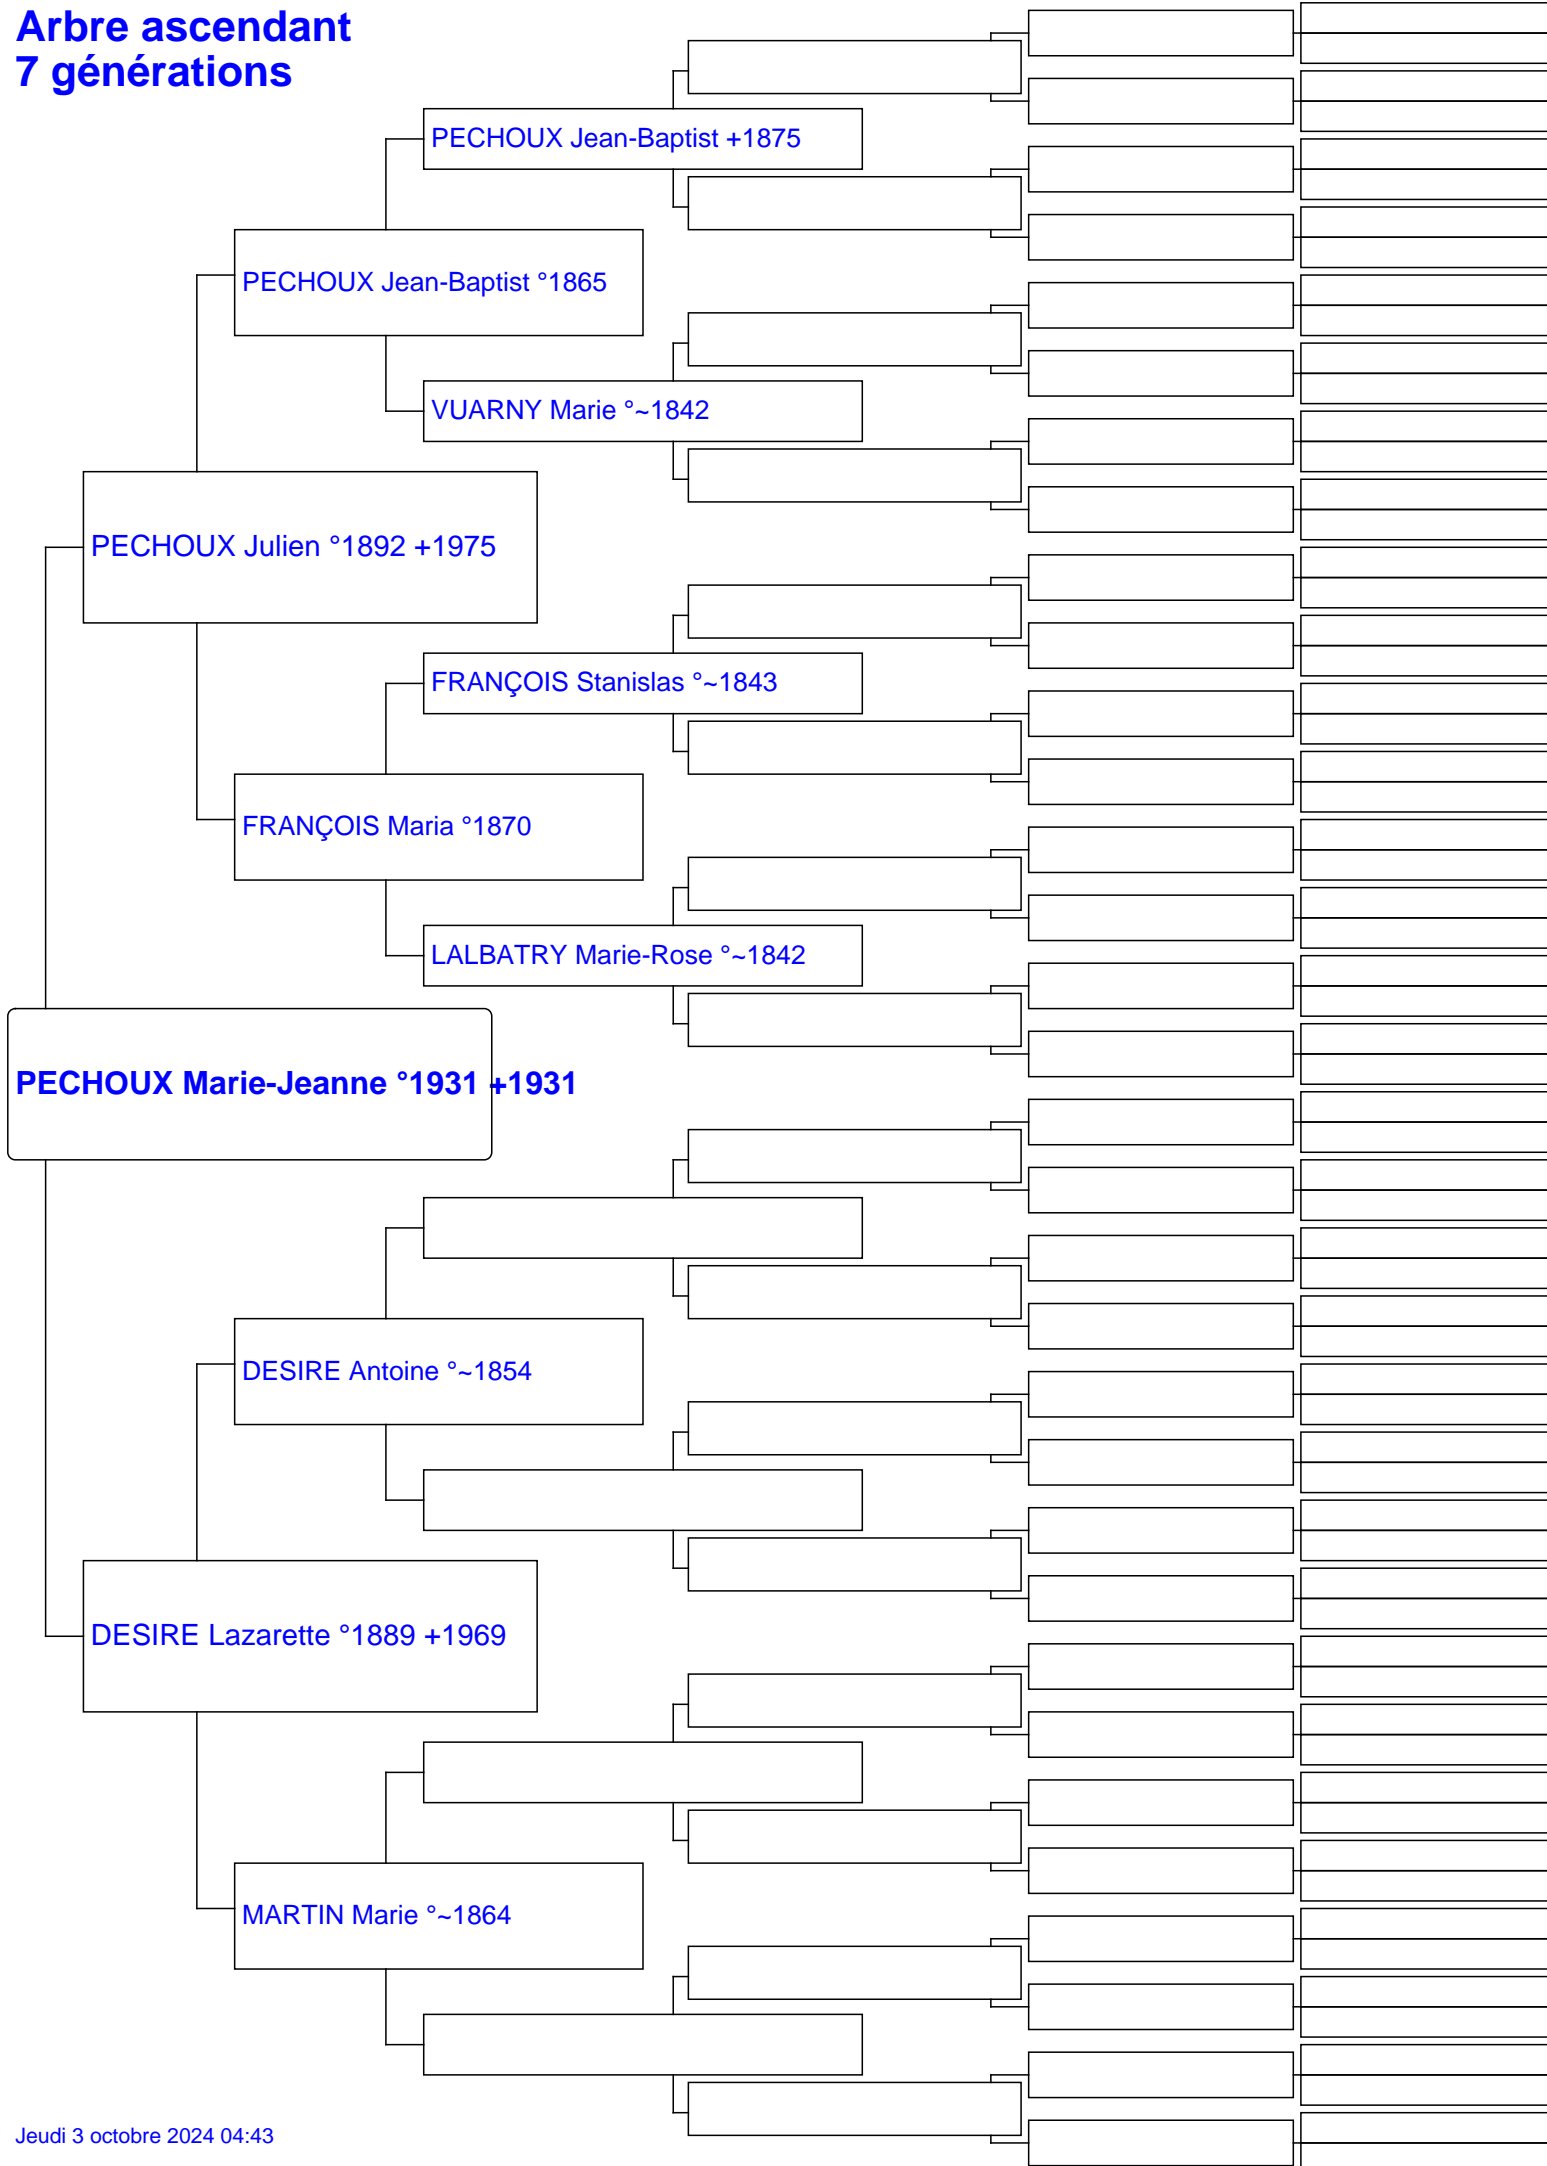 Arbre ascendant
7 générations
PECHOUX Jean-Baptist +1875
PECHOUX Jean-Baptist °1865
VUARNY Marie °~1842
PECHOUX Julien °1892 +1975
FRANÇOIS Stanislas °~1843
FRANÇOIS Maria °1870
LALBATRY Marie-Rose °~1842
PECHOUX Marie-Jeanne °1931 +1931
DESIRE Antoine °~1854
DESIRE Lazarette °1889 +1969
MARTIN Marie °~1864
Jeudi 3 octobre 2024 04:43